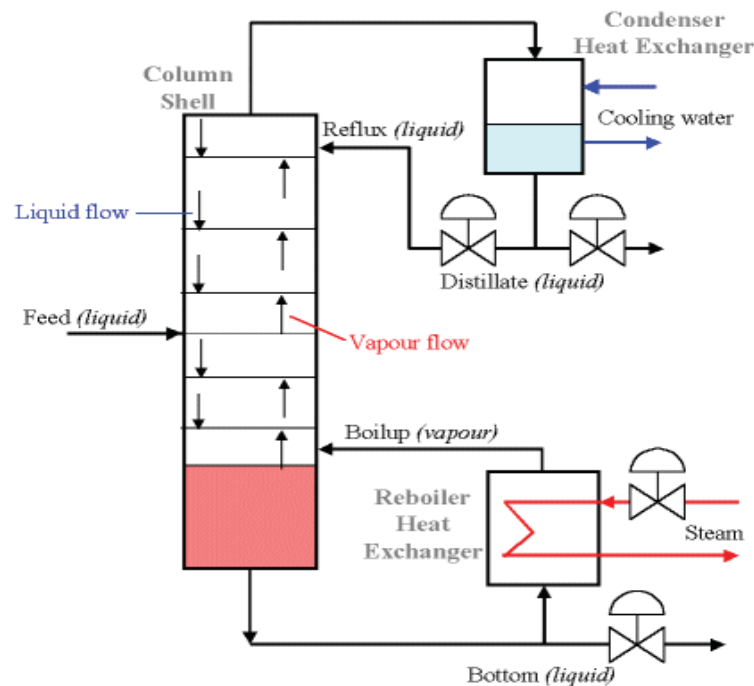 Condenser
Heat Exchanger
Column
Shell
Cooling water
Reflux (liquid)
Liquid flow
Distillate (liquid)
Feed (liquid)
Vapour flow
Boilup (vapour)
Reboiler
Heat
Exchanger
Steam
Bottom (liquid)